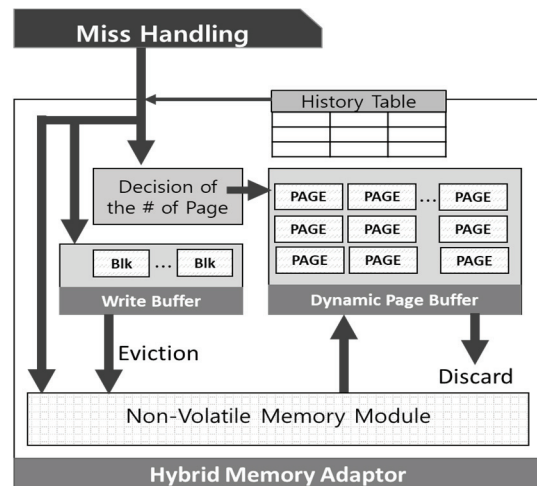 Miss Handling
History Table
Decision of
the # of Page
PAGE PAGE ... PAGE
PAGE PAGE PAGE
PAGE PAGE PAGE
Blk ... Blk
Write Buffer
Dynamic Page Buffer
Eviction
Discard
Non-Volatile Memory Module
Hybrid Memory Adaptor